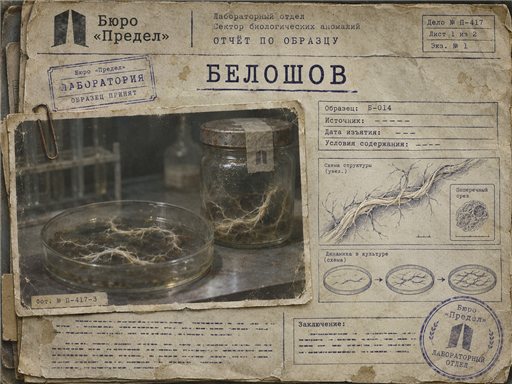 Бюро
«Предел»
Лабораторный отдел
Сектор биологических аномалий
ОТЧЁТ ПО ОБРАЗЦУ
Дело № П-417
Лист 1 из 2
Экз. № 1
Бюро «Предел»
ЛАБОРАТОРИЯ
ОБРАЗЕЦ ПРИНЯТ
БЕЛОШОВ
Образец: Б-014
Источник:
Дата изъятия:
Условия содержания:
Схема структуры
(увел.)
Поперечный
срез
Динамика в культуре
(схема)
Фот. № П-417-3
Заключение:
Бюро
«Предел»
ЛАБОРАТОРНЫЙ
ОТДЕЛ